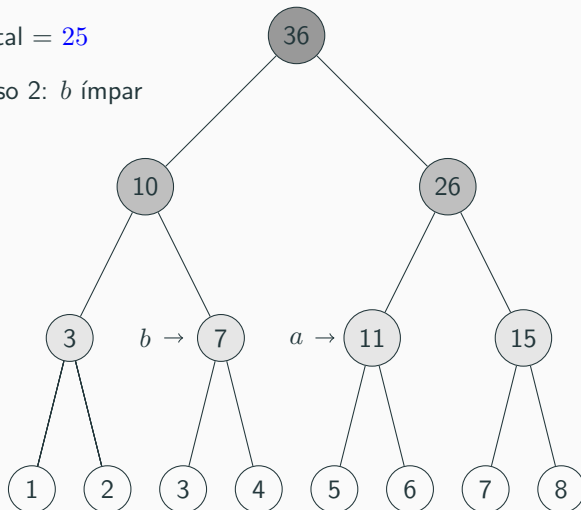 tal = 25
so 2: b ímpar
36
10 26
3 b → 7 a → 11 15
1 2 3 4 5 6 7 8